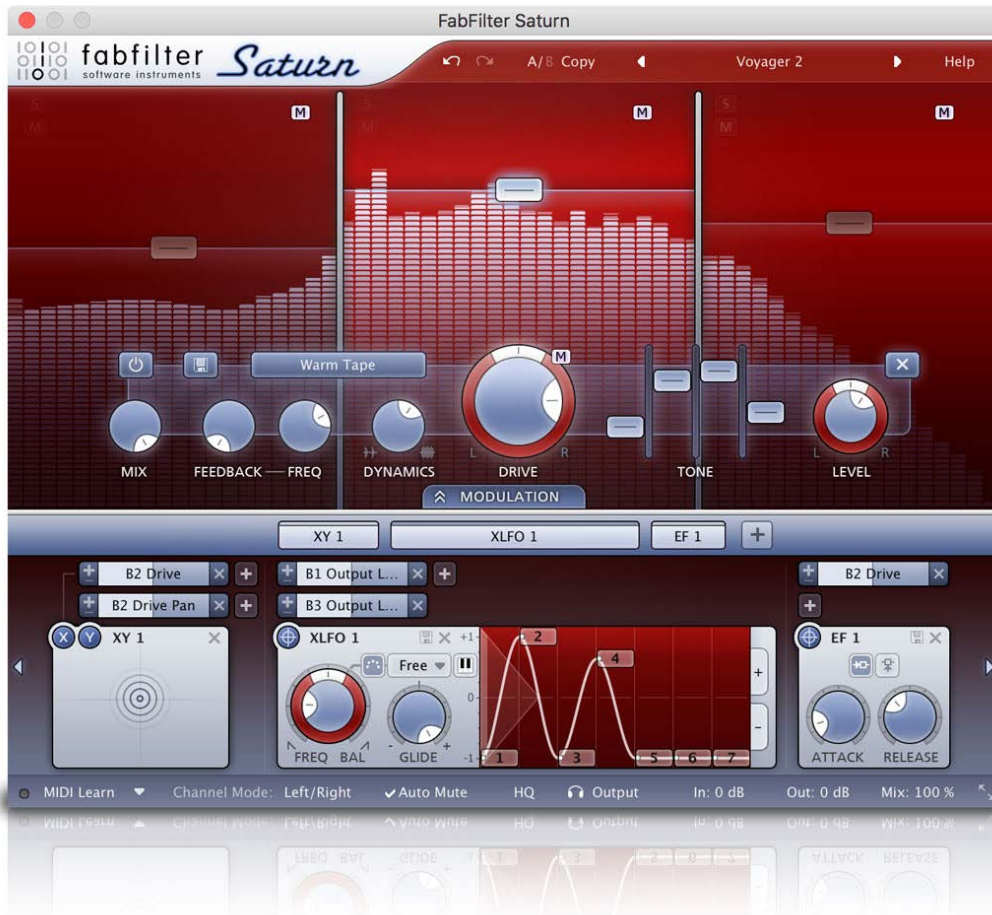 FabFilter Saturn
fabfilter
software instruments
Saturn
A/B Copy
Voyager 2
Help
S
M
M
S
M
M
S
M
M
Warm Tape
M
MIX
FEEDBACK
FREQ
DYNAMICS
L
R
DRIVE
TONE
L
R
LEVEL
MODULATION
XY 1
XLFO 1
EF 1
B2 Drive
B1 Output L...
B2 Drive
B2 Drive Pan
B3 Output L...
X Y XY 1
XLFO 1
+1
0
-1
Free
FREQ BAL
- +
GLIDE
1 2 3 4 5 6 7
+
-
EF 1
ATTACK RELEASE
MIDI Learn Channel Mode: Left/Right Auto Mute HQ Output In: 0 dB Out: 0 dB Mix: 100 %